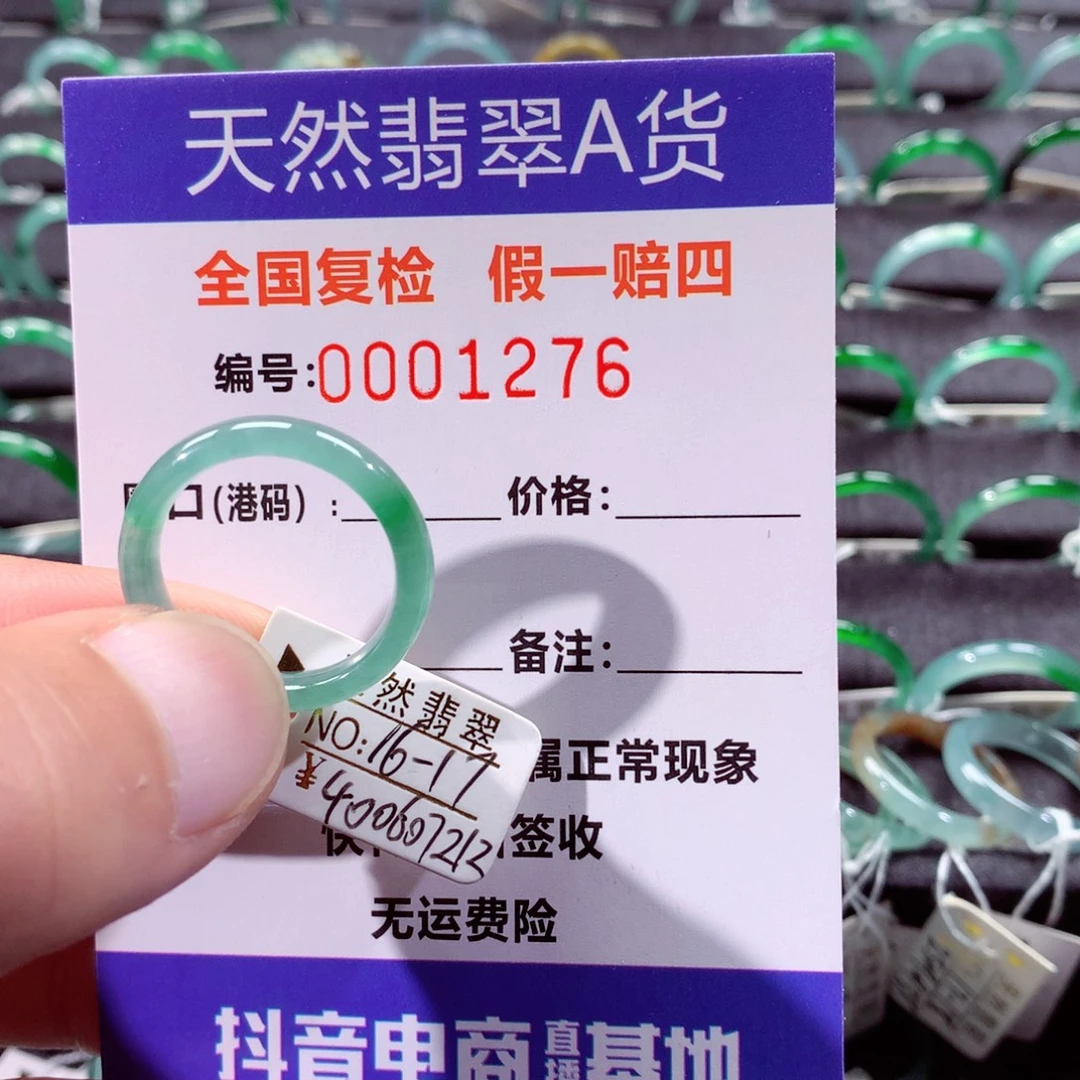 天然翡翠A货
全国复检 假一赔四
编号:0001276
口(港码): 价格:
备注:
然翡翠
NO:16-17
400607212
属正常现象
签收
无运费险
抖音电商直播基地